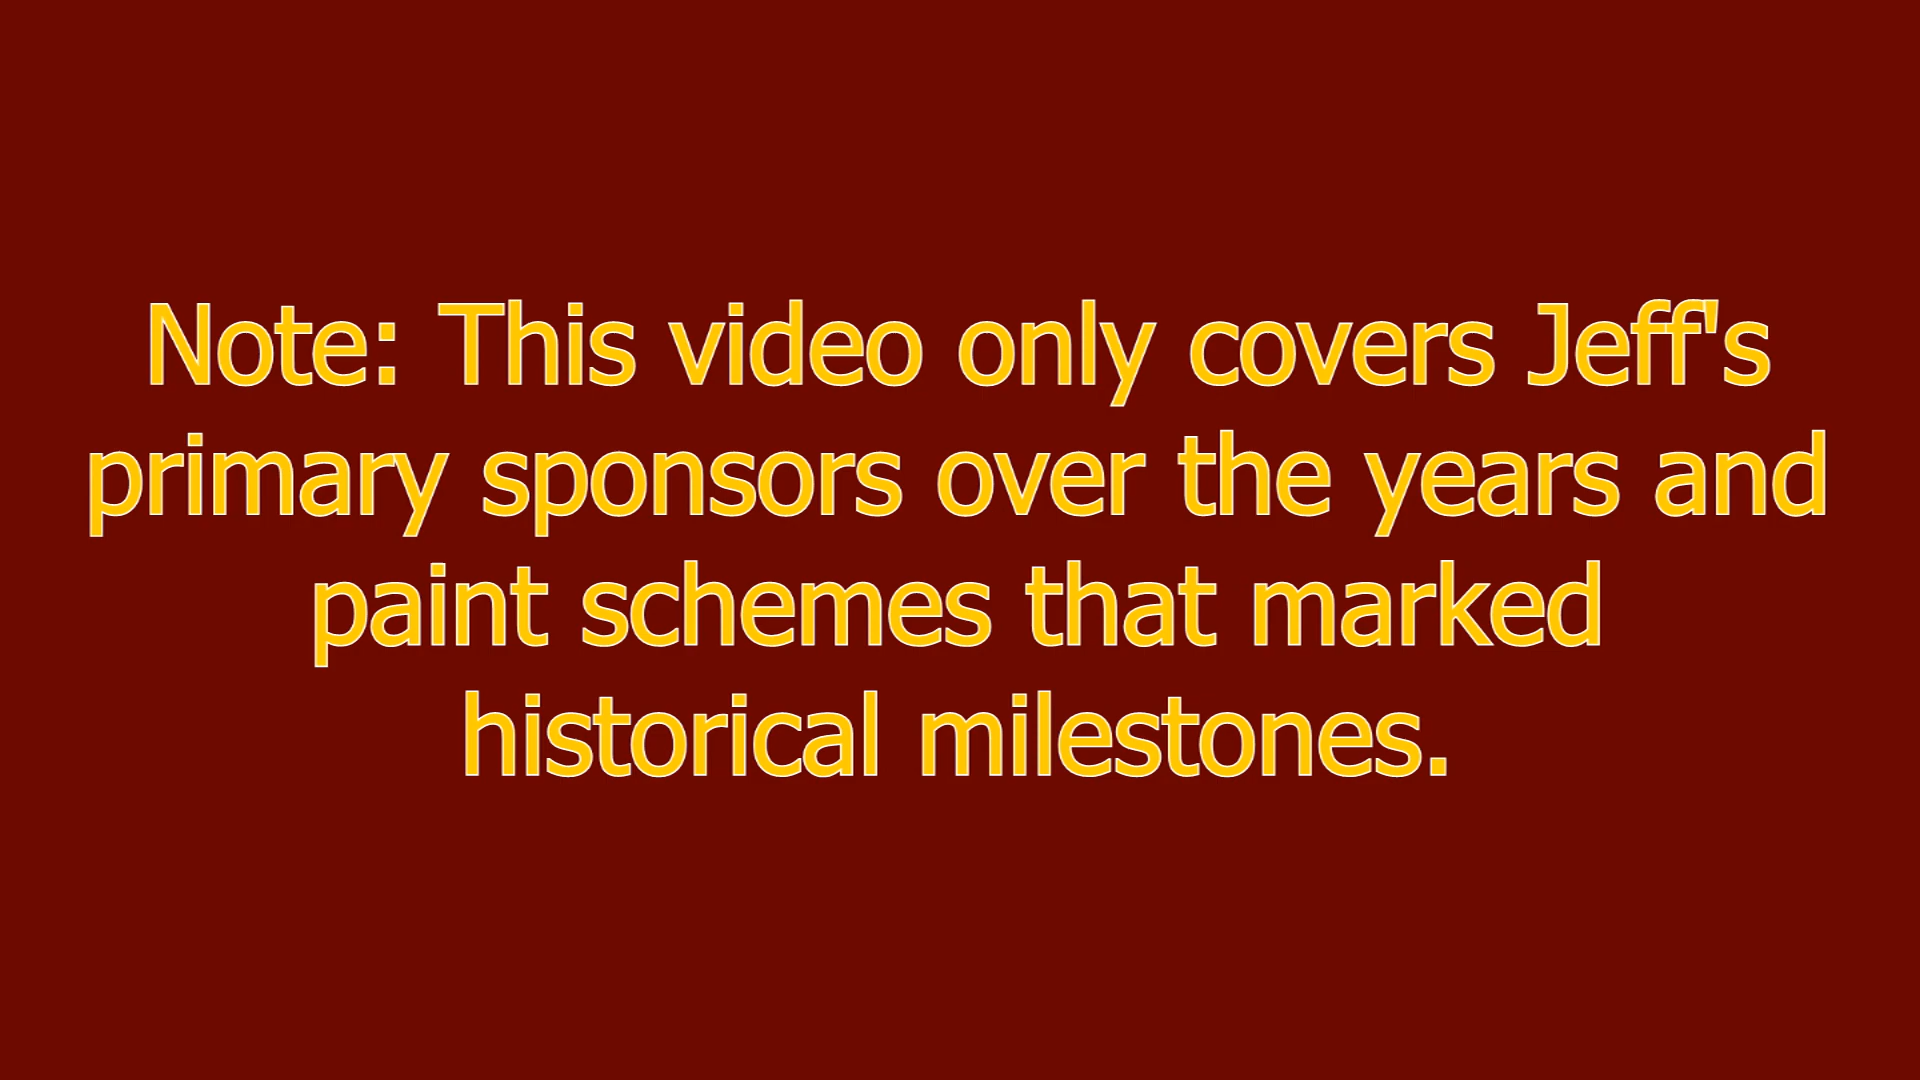 Note: This video only covers Jeff's
primary sponsors over the years and
paint schemes that marked
historical milestones.